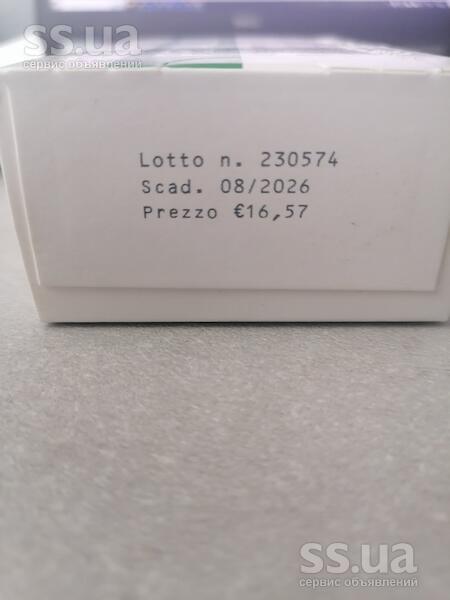 ss.ua
сервис объявлений
Lotto n. 230574
Scad. 08/2026
Prezzo €16,57
ss.ua
сервис объявлений